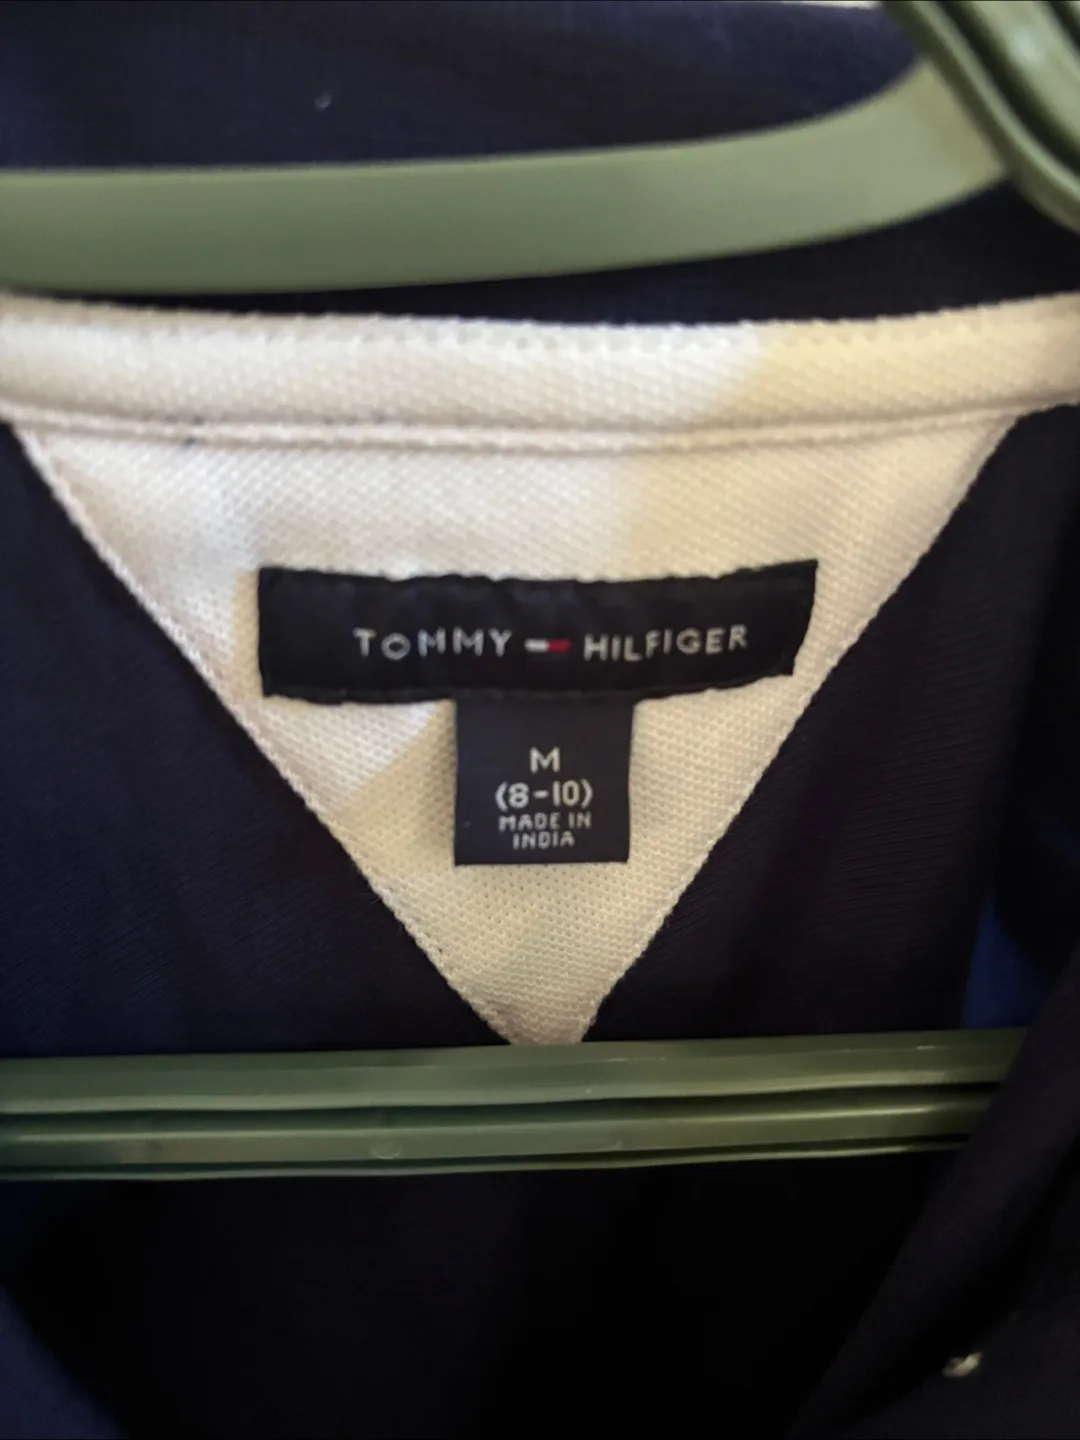 TOMMY HILFIGER
M
(8-10)
MADE IN
INDIA